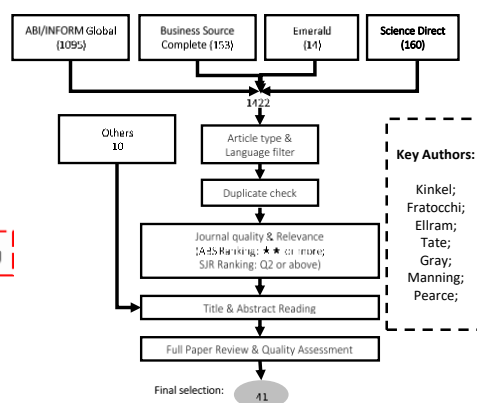 ABI/INFORM Global
(1095)
Business Source
Complete (153)
Emerald
(14)
Science Direct
(160)
1422
Others
10
Article type &
Language filter
Duplicate check
Journal quality & Relevance
(ABS Ranking: ★★ or more;
SJR Ranking: Q2 or above)
Title & Abstract Reading
Full Paper Review & Quality Assessment
Final selection:
41
Key Authors:
Kinkel;
Fratocchi;
Ellram;
Tate;
Gray;
Manning;
Pearce;